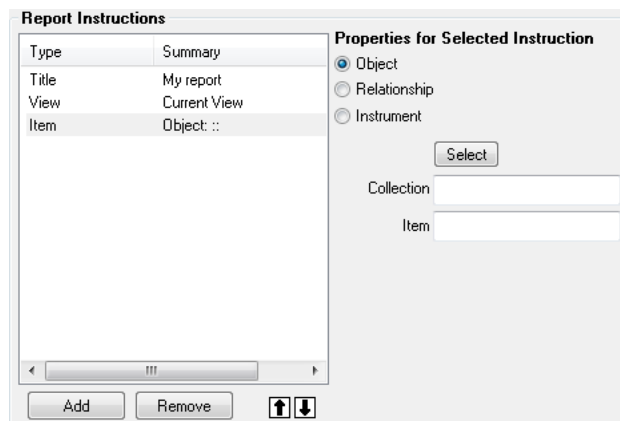 Report Instructions
Type Summary
Title My report
View Current View
Item Object: ::
Add Remove
Properties for Selected Instruction
Object
Relationship
Instrument
Select
Collection
Item